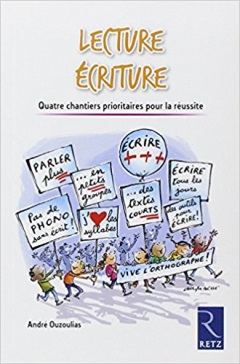 LECTURE
ÉCRITURE
Quatre chantiers prioritaires pour la réussite
PARLER
plus...
...en
petits
groupes
ÉCRIRE
+++
ÉCRIRE
tous les
jours
Pas de
PHONO
sans écrit!
J'❤ les
syllabes
...des
textes
COURTS
des outils
pour
ÉCRIRE!
VIVE L'ORTHOGRAPHE!
André Ouzoulias
RETZ